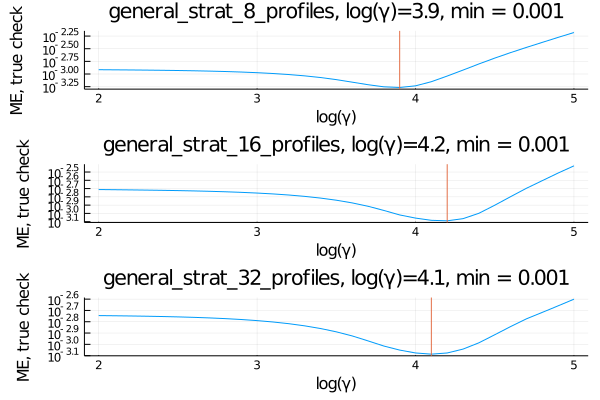 general_strat_8_profiles, log(γ)=3.9, min = 0.001
ME, true check
10^-2.25
10^-2.50
10^-2.75
10^-3.00
10^-3.25
2 3 4 5
log(γ)
general_strat_16_profiles, log(γ)=4.2, min = 0.001
ME, true check
10^-2.5
10^-2.6
10^-2.7
10^-2.8
10^-2.9
10^-3.0
10^-3.1
2 3 4 5
log(γ)
general_strat_32_profiles, log(γ)=4.1, min = 0.001
ME, true check
10^-2.6
10^-2.7
10^-2.8
10^-2.9
10^-3.0
10^-3.1
2 3 4 5
log(γ)